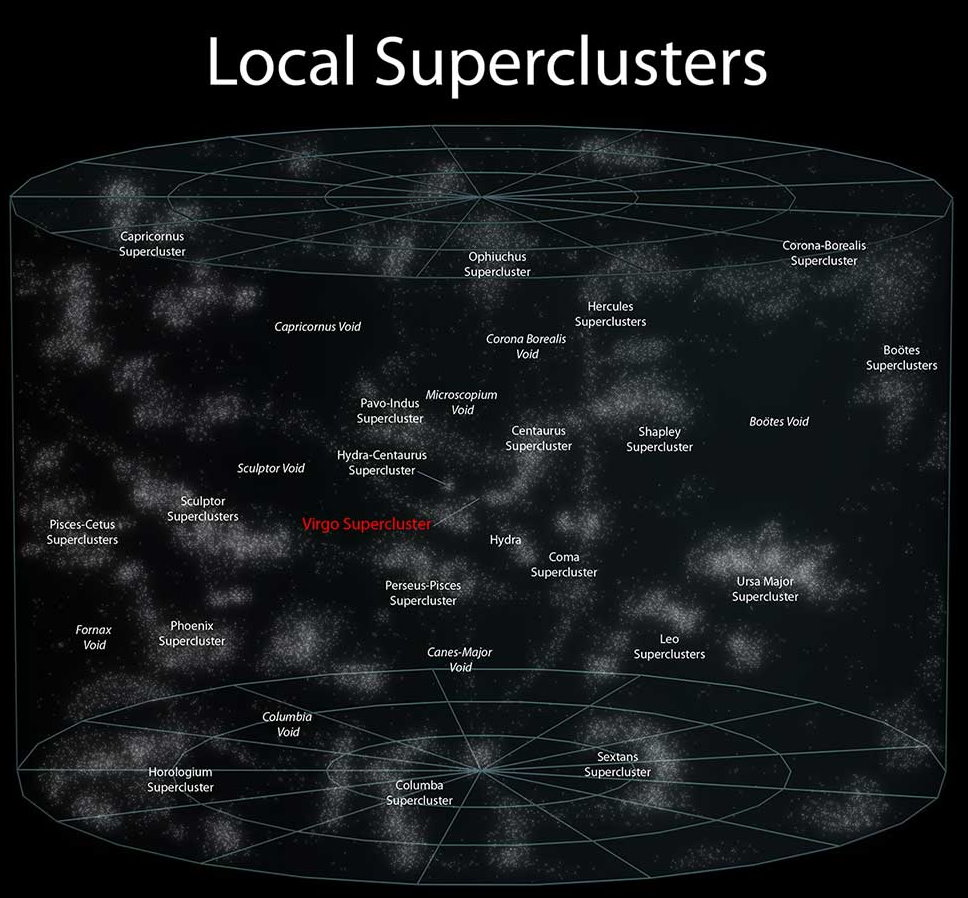 Local Superclusters
Capricornus
Supercluster
Ophiuchus
Supercluster
Corona-Borealis
Supercluster
Hercules
Superclusters
Capricornus Void
Corona Borealis
Void
Boötes
Superclusters
Pavo-Indus
Supercluster
Microscopium
Void
Centaurus
Supercluster
Shapley
Supercluster
Boötes Void
Hydra-Centaurus
Supercluster
Sculptor Void
Sculptor
Superclusters
Pisces-Cetus
Superclusters
Virgo Supercluster
Hydra
Coma
Supercluster
Perseus-Pisces
Supercluster
Ursa Major
Supercluster
Fornax
Void
Phoenix
Supercluster
Canes-Major
Void
Leo
Superclusters
Columbia
Void
Horologium
Supercluster
Columba
Supercluster
Sextans
Supercluster